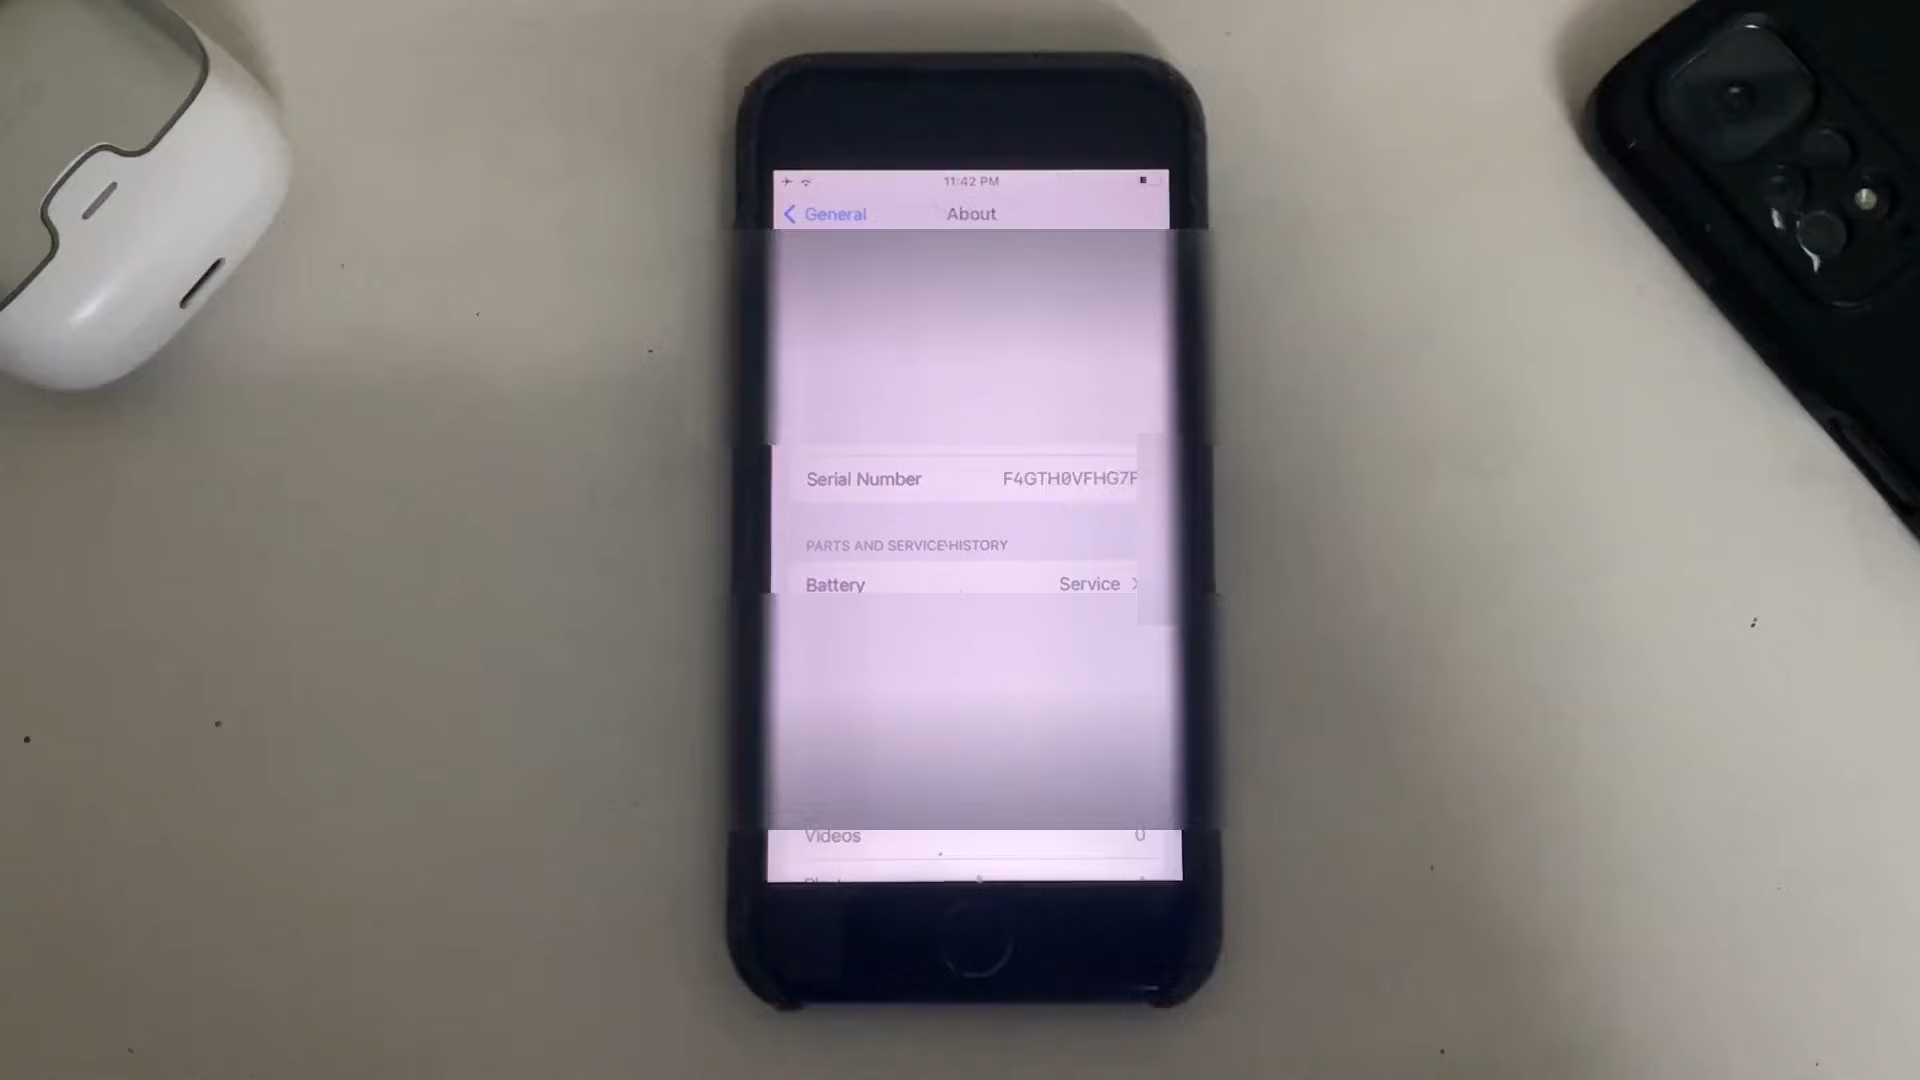 11:42 PM
General About
Serial Number F4GTH0VFHG7F
PARTS AND SERVICE HISTORY
Battery Service
Videos 0